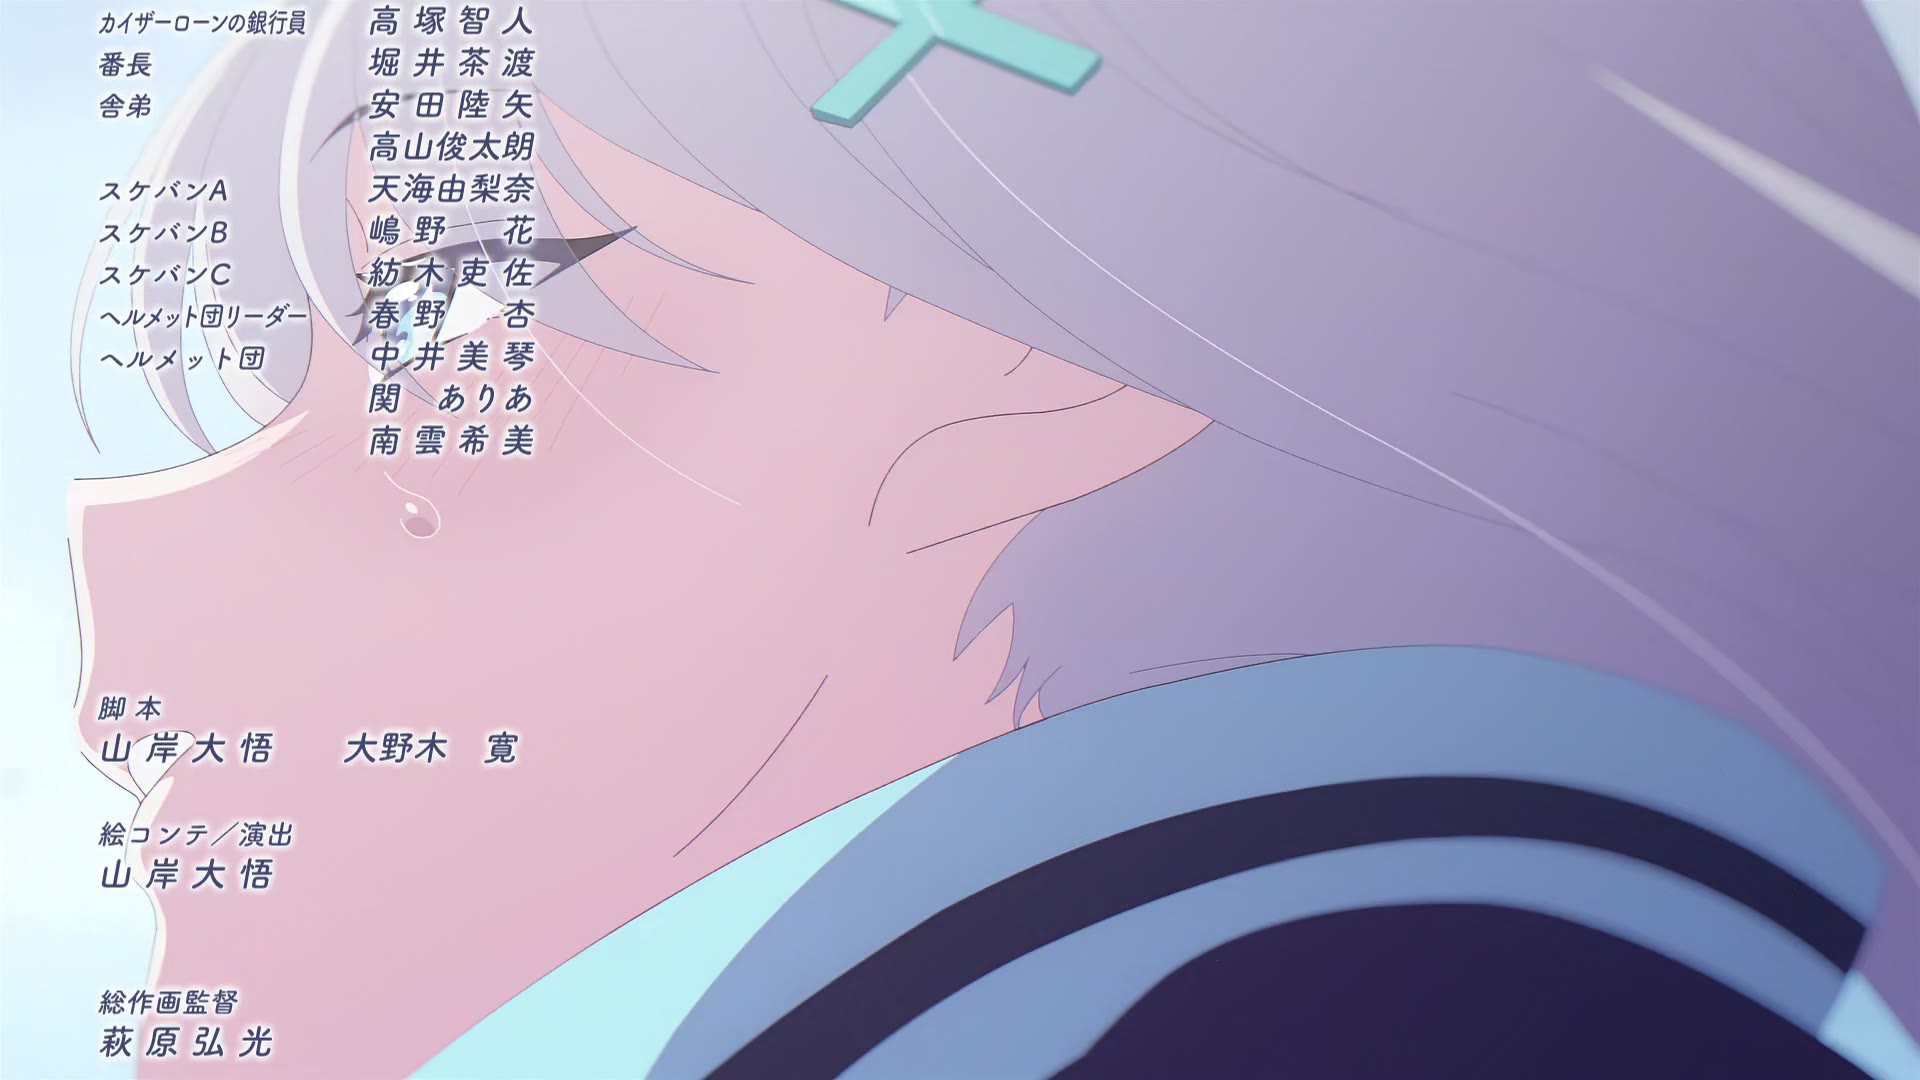 カイザーローンの銀行員 高塚智人
番長 堀井茶渡
舎弟 安田陸矢
高山俊太朗
スケバンA 天海由梨奈
スケバンB 嶋野 花
スケバンC 紡木吏佐
ヘルメット団リーダー 春野 杏
ヘルメット団 中井美琴
関 ありあ
南雲希美
脚本
山岸大悟 大野木 寛
絵コンテ／演出
山岸大悟
総作画監督
萩原弘光